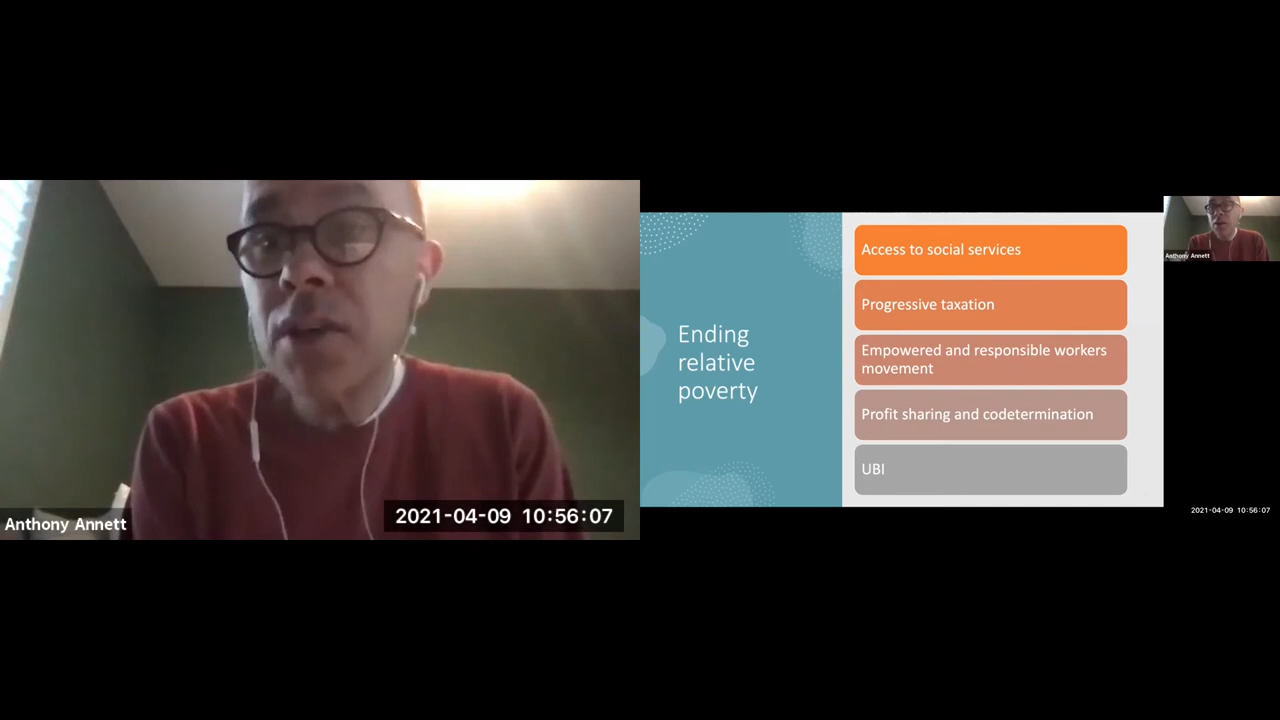 Anthony Annett
2021-04-09 10:56:07
Ending
relative
poverty
Access to social services
Progressive taxation
Empowered and responsible workers
movement
Profit sharing and codetermination
UBI
Anthony Annett
2021-04-09 10:56:07